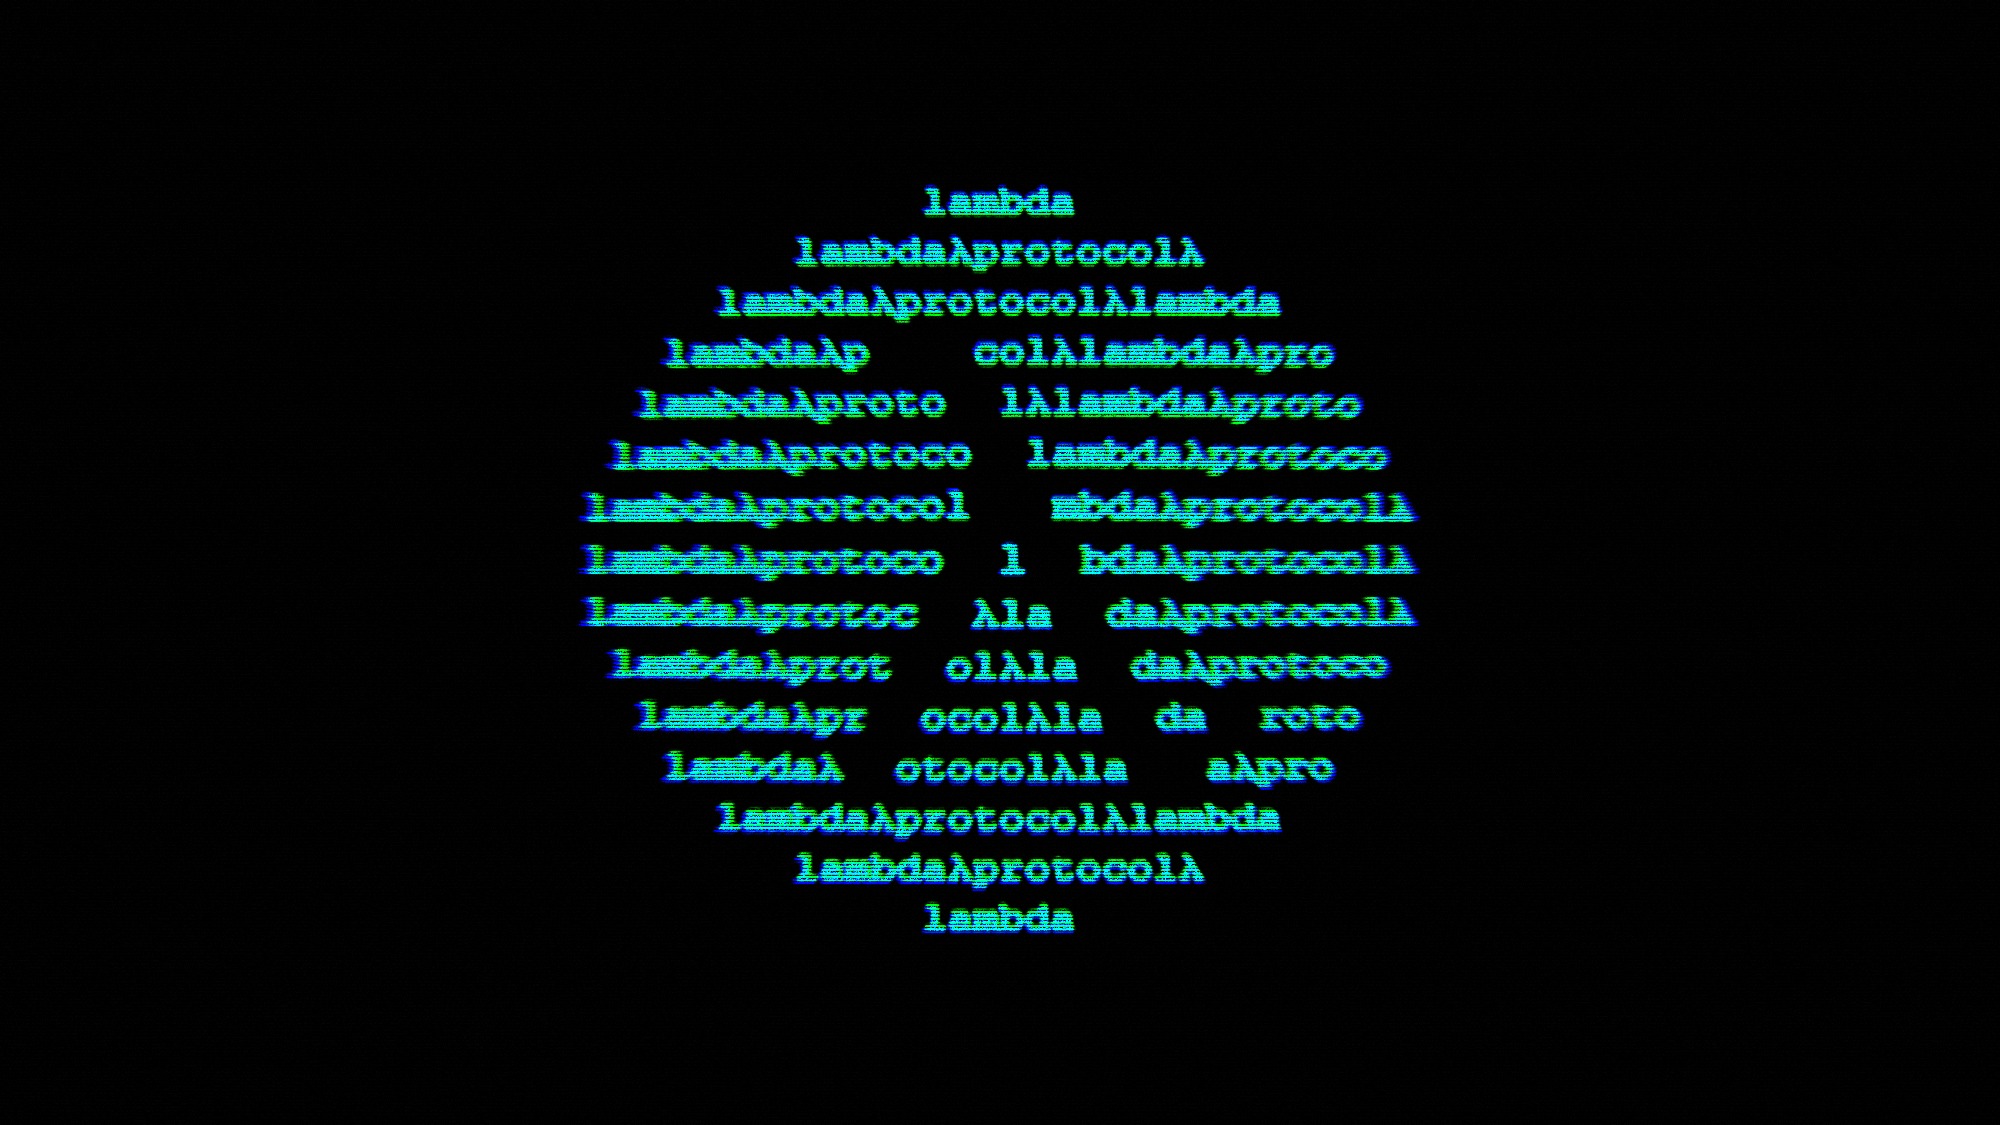 lambda
lambdaλprotocolλ
lambdaλprotocolλlambda
lambdaλp    colλlambdaλpro
lambdaλproto  lλlambdaλproto
lambdaλprotoco  lambdaλprotoco
lambdaλprotocol   mbdaλprotocolλ
lambdaλprotoco  l  bdaλprotocolλ
lambdaλprotoc  λla  daλprotocolλ
lambdaλprot  olλla  daλprotoco
lambdaλpr  ocolλla  da  roto
lambdaλ  otocolλla   aλpro
lambdaλprotocolλlambda
lambdaλprotocolλ
lambda